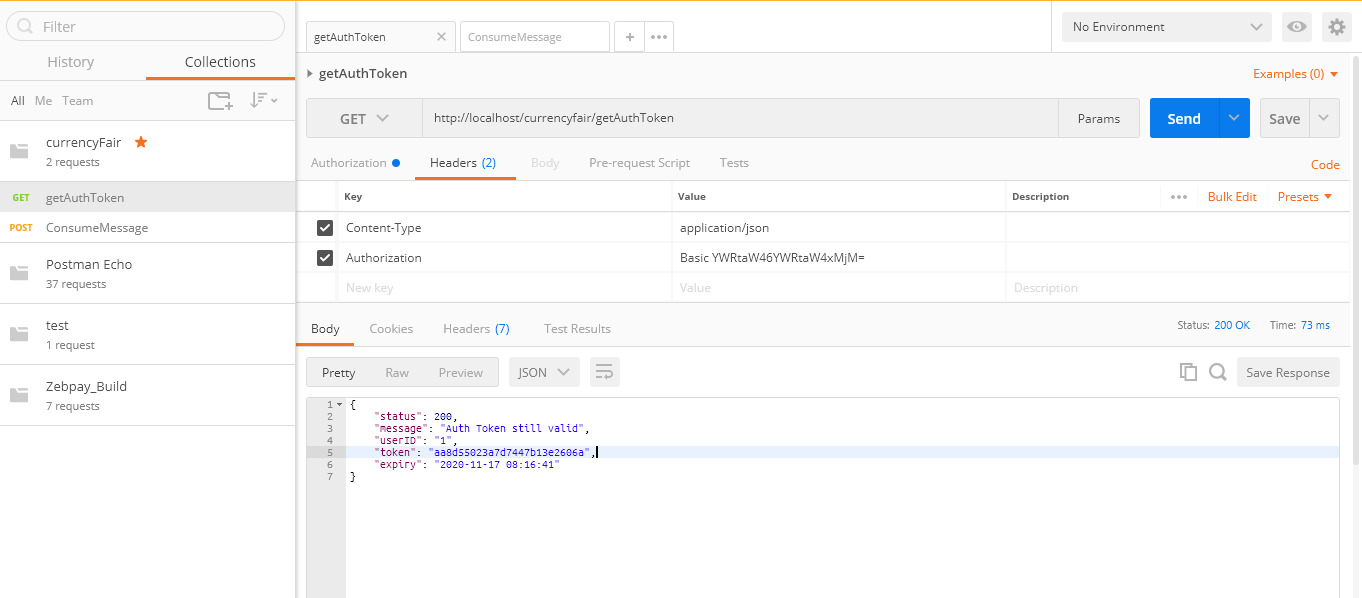 Filter
History Collections
All Me Team
currencyFair
2 requests
GET getAuthToken
POST ConsumeMessage
Postman Echo
37 requests
test
1 request
Zebpay_Build
7 requests
getAuthToken ConsumeMessage + •••
No Environment
getAuthToken
Examples (0)
GET http://localhost/currencyfair/getAuthToken Params Send Save
Authorization Headers (2) Body Pre-request Script Tests Code
Key Value Description ••• Bulk Edit Presets
Content-Type application/json
Authorization Basic YWRtaW46YWRtaW4xMjM=
New key Value Description
Body Cookies Headers (7) Test Results Status: 200 OK Time: 73 ms
Pretty Raw Preview JSON Save Response
1 {
2 "status": 200,
3 "message": "Auth Token still valid",
4 "userID": "1",
5 "token": "aa8d55023a7d7447b13e2606a",
6 "expiry": "2020-11-17 08:16:41"
7 }